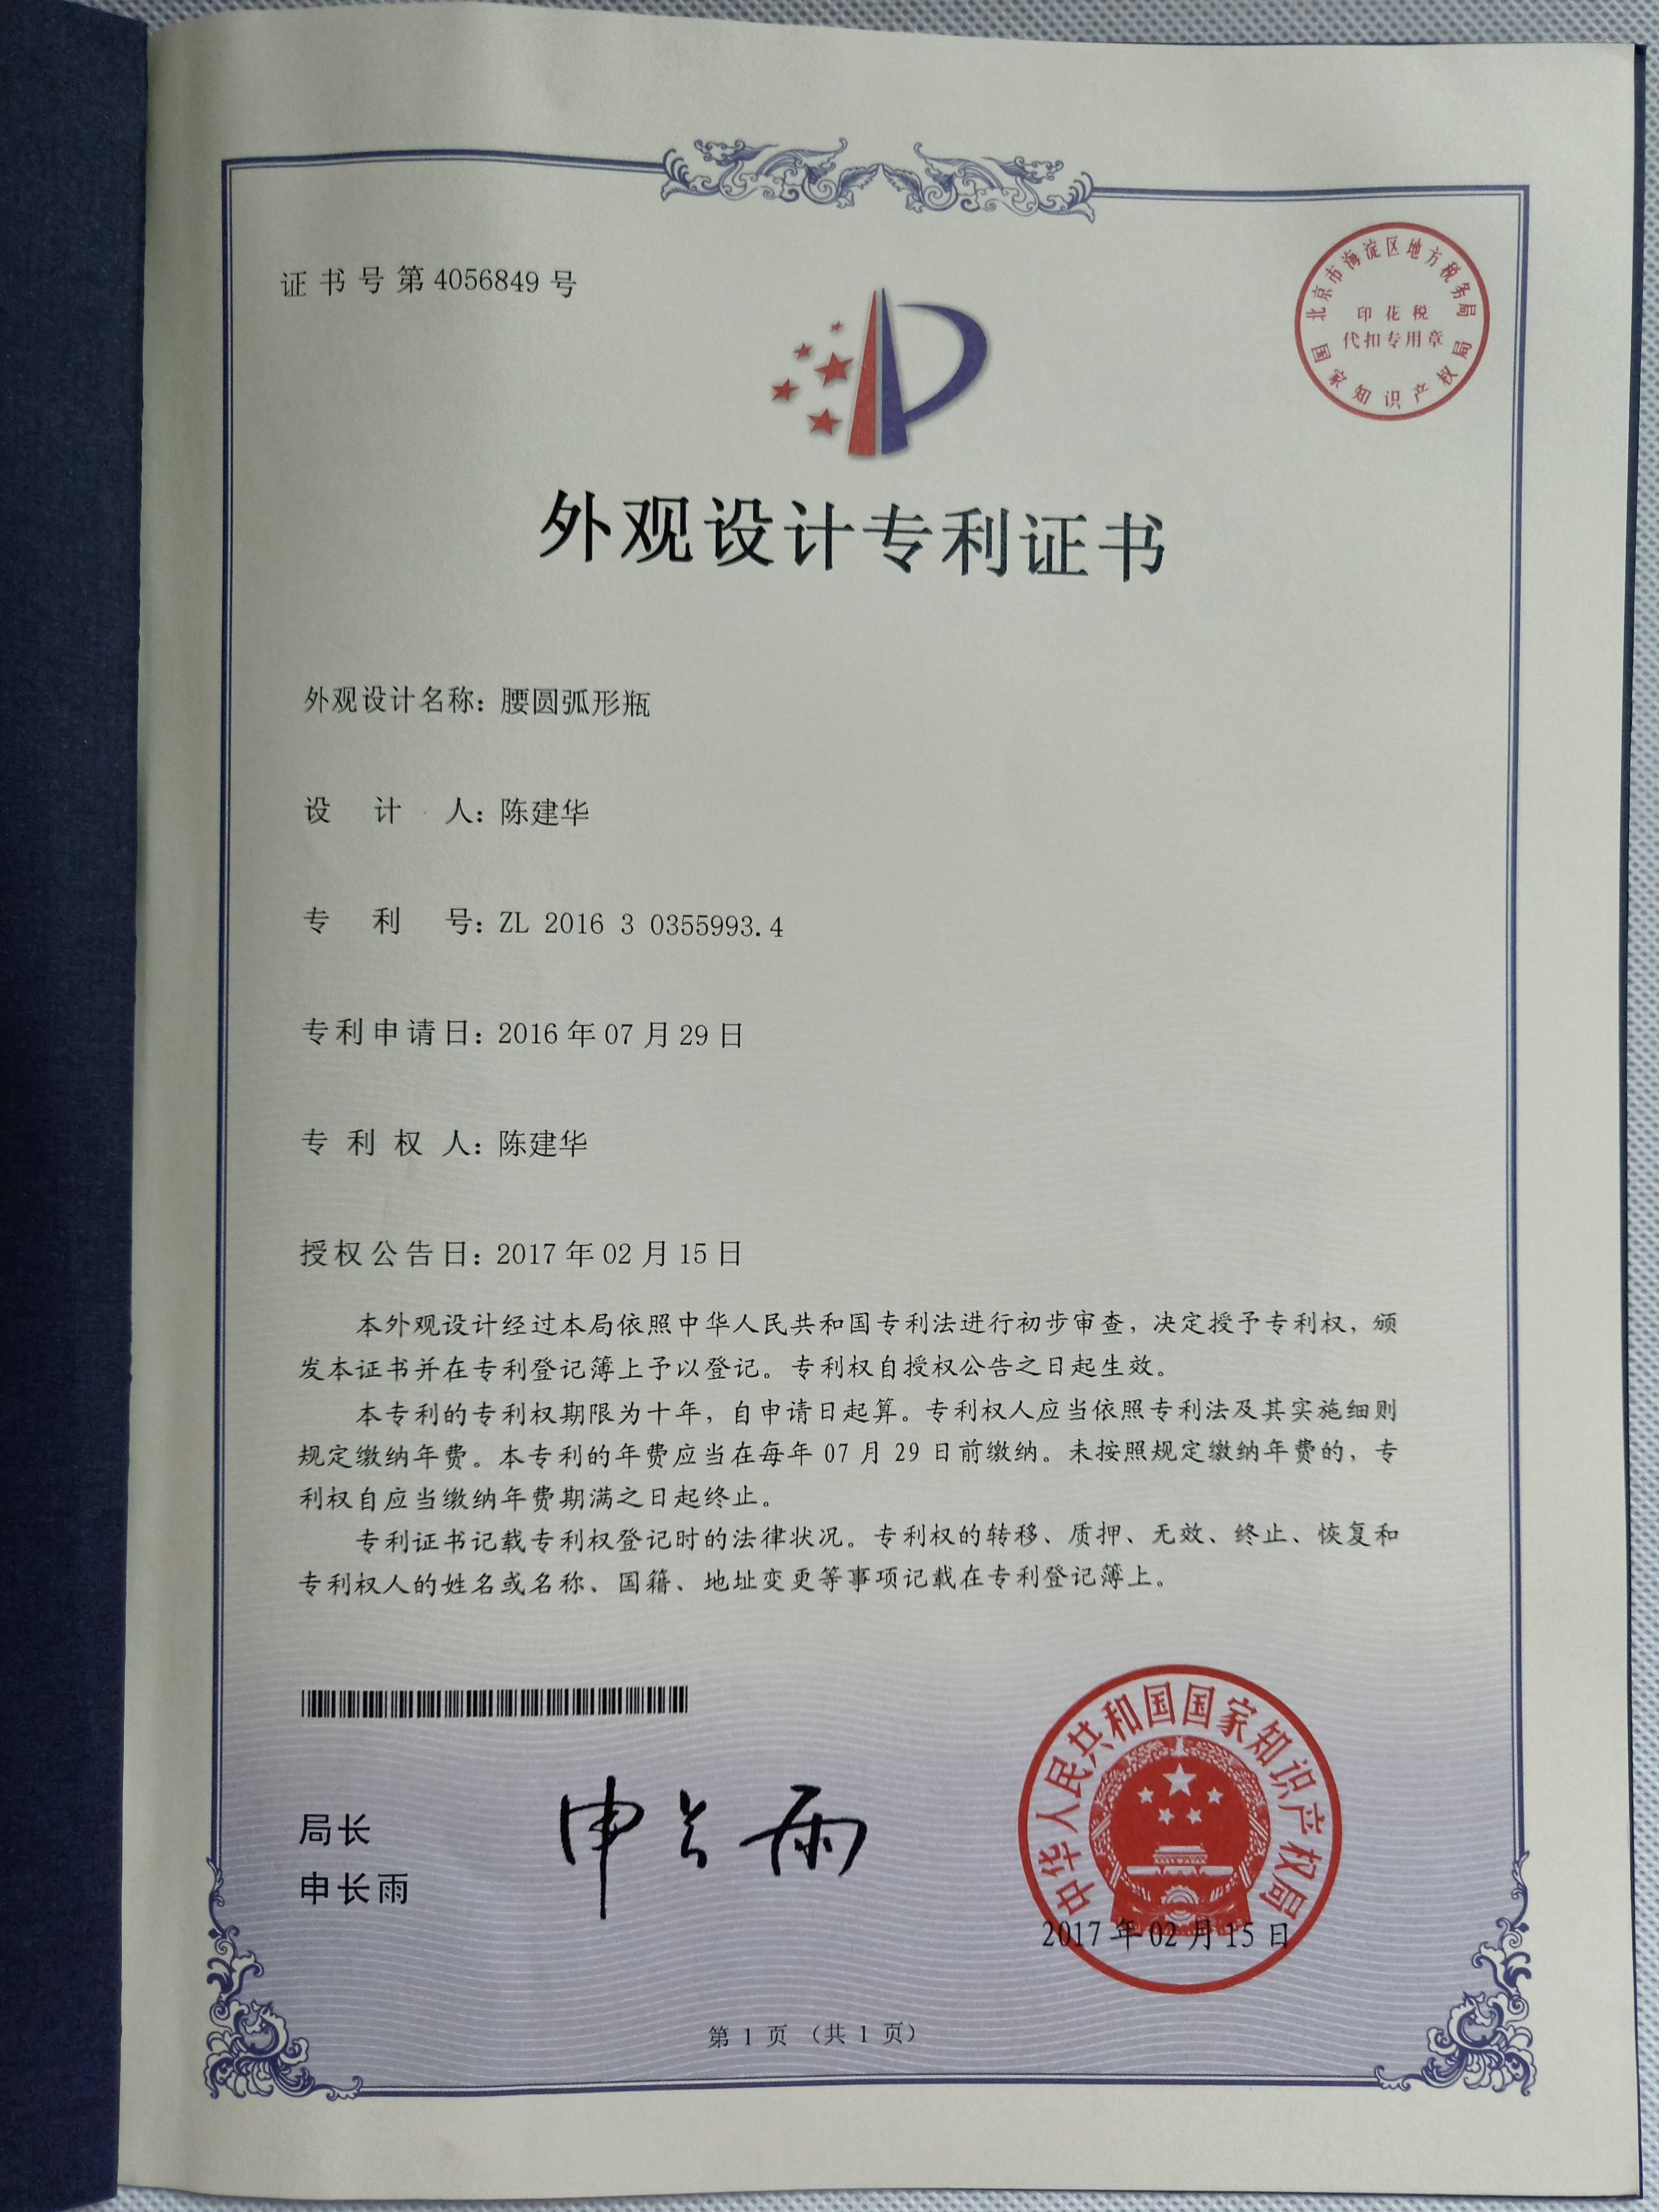 证书号第4056849号
北京市海淀区地方税务局
印花税
代扣专用章
国家知识产权局
外观设计专利证书
外观设计名称：腰圆弧形瓶
设计人：陈建华
专利号：ZL 2016 3 0355993.4
专利申请日：2016年07月29日
专利权人：陈建华
授权公告日：2017年02月15日
本外观设计经过本局依照中华人民共和国专利法进行初步审查，决定授予专利权，颁
发本证书并在专利登记簿上予以登记。专利权自授权公告之日起生效。
本专利的专利权期限为十年，自申请日起算。专利权人应当依照专利法及其实施细则
规定缴纳年费。本专利的年费应当在每年07月29日前缴纳。未按照规定缴纳年费的，专
利权自应当缴纳年费期满之日起终止。
专利证书记载专利权登记时的法律状况。专利权的转移、质押、无效、终止、恢复和
专利权人的姓名或名称、国籍、地址变更等事项记载在专利登记簿上。
局长
申长雨
申长雨
中华人民共和国国家知识产权局
2017年02月15日
第1页（共1页）